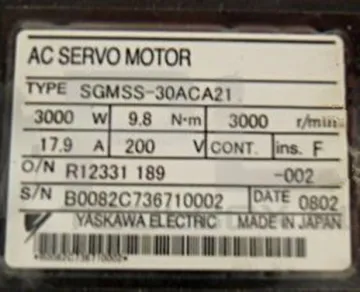 AC SERVO MOTOR
TYPE SGMSS-30ACA21
3000 W 9.8 N·m 3000 r/min
17.9 A 200 V CONT. ins. F
O/N R12331 189 -002
S/N B0082C736710002 DATE 0802
YASKAWA ELECTRIC MADE IN JAPAN
*B0082C736710002*